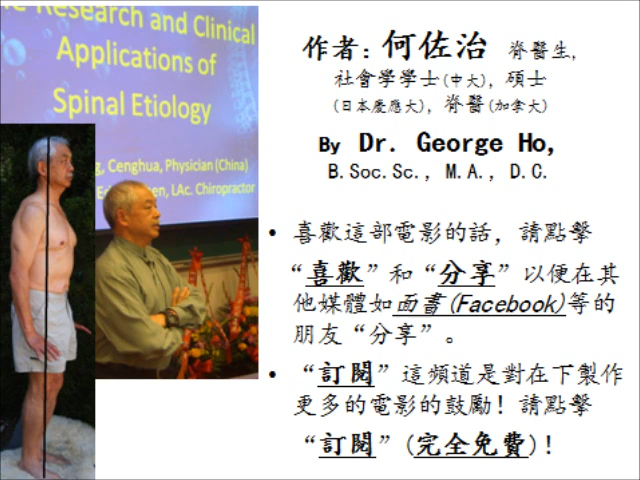 e Research and Clinical
Applications of
Spinal Etiology
, Cenghua, Physician (China)
en, LAc. Chiropractor
作者：何佐治 脊醫生,
社會學學士(中大), 碩士
(日本慶應大), 脊醫(加拿大)
By Dr. George Ho,
B.Soc.Sc., M.A., D.C.
• 喜歡這部電影的話, 請點擊
“喜歡”和“分享”以便在其
他媒體如面書(Facebook)等的
朋友“分享”。
• “訂閱”這頻道是對在下製作
更多的電影的鼓勵! 請點擊
“訂閱”(完全免費)!